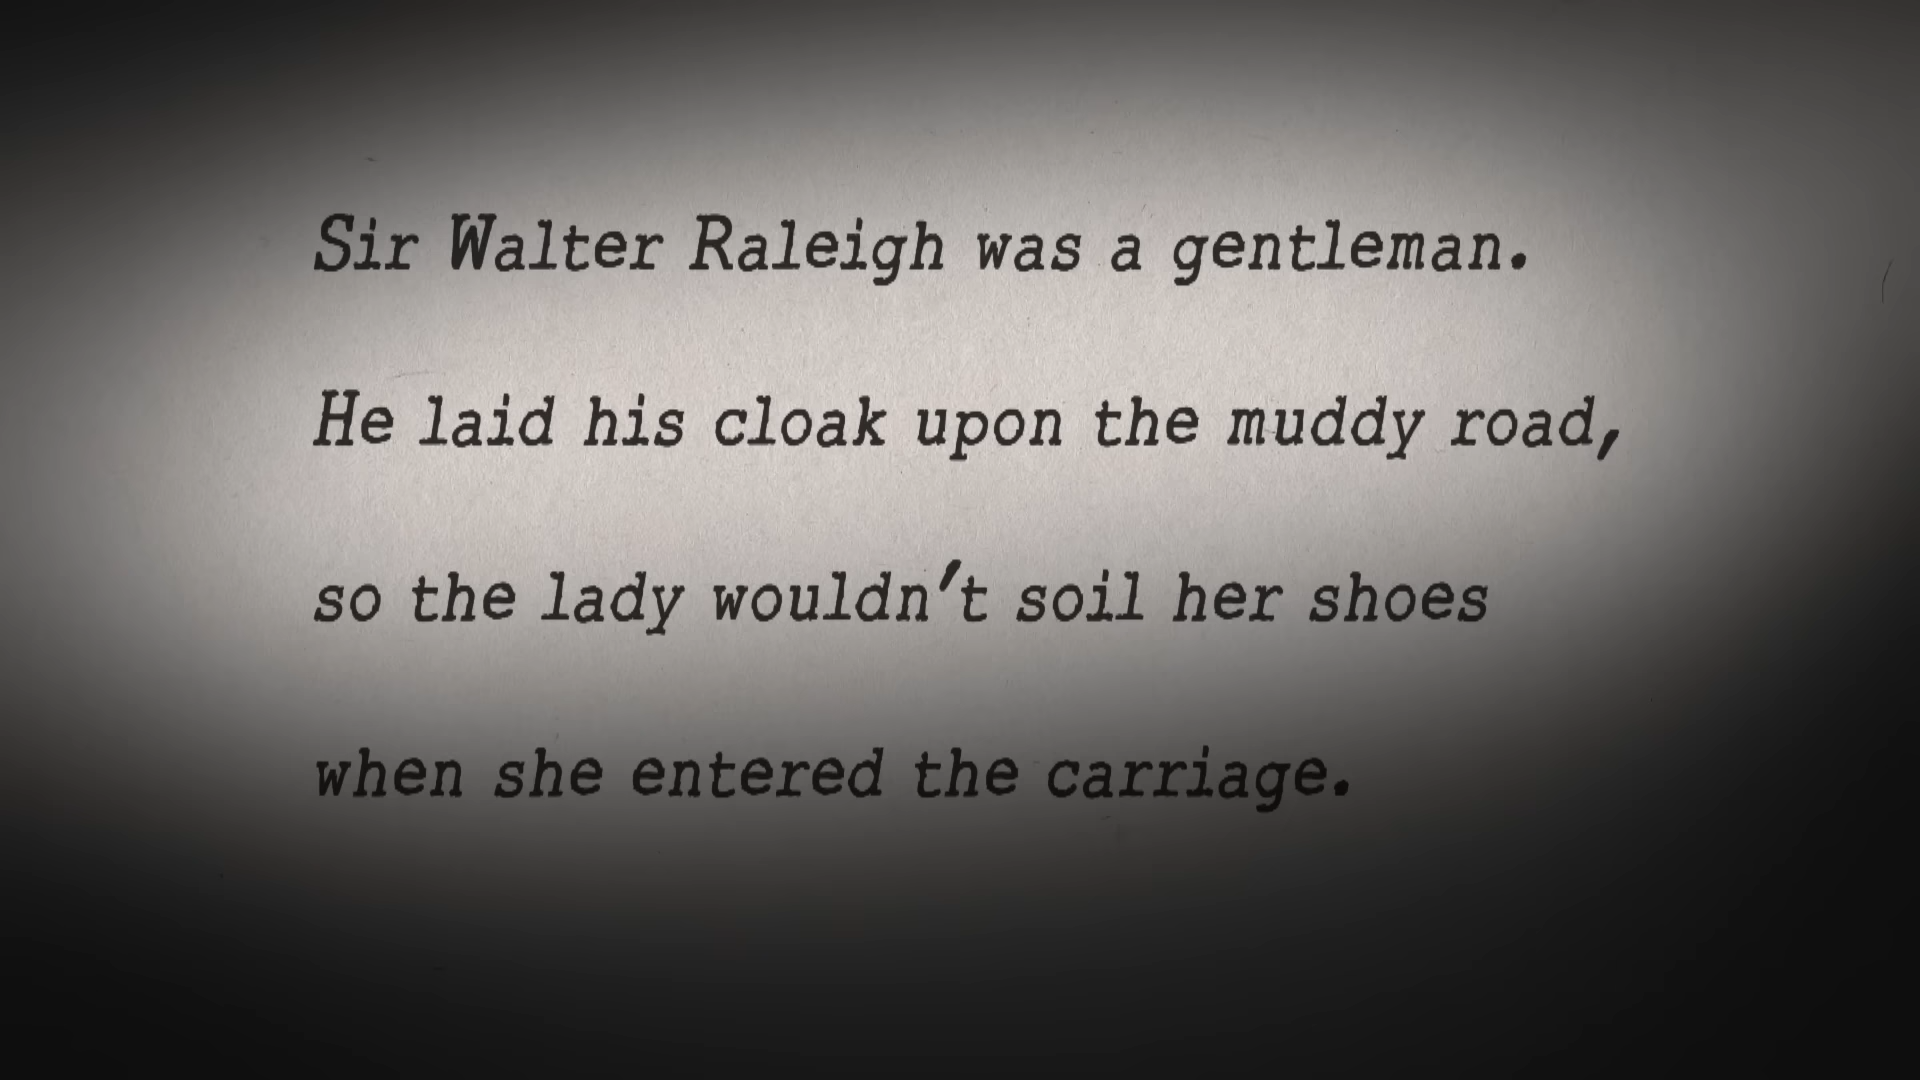 Sir Walter Raleigh was a gentleman.
He laid his cloak upon the muddy road,
so the lady wouldn't soil her shoes
when she entered the carriage.